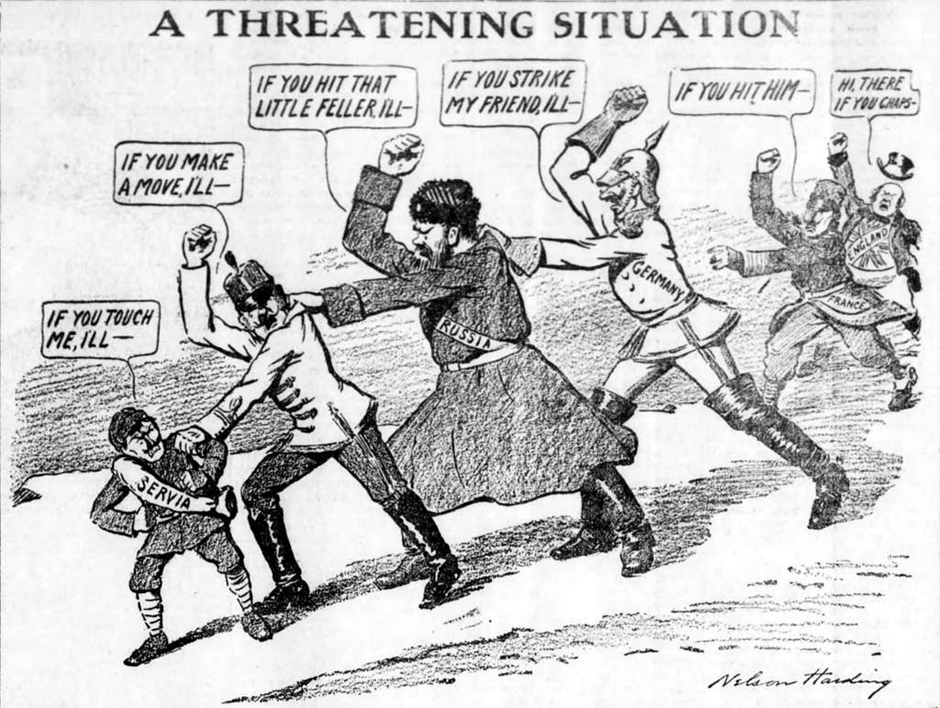 A THREATENING SITUATION
IF YOU TOUCH
ME, I'LL—
IF YOU MAKE
A MOVE, I'LL—
IF YOU HIT THAT
LITTLE FELLER, I'LL—
IF YOU STRIKE
MY FRIEND, I'LL—
IF YOU HIT HIM—
HI, THERE
IF YOU CHAPS—
SERVIA
RUSSIA
GERMANY
FRANCE
ENGLAND
Nelson Harding